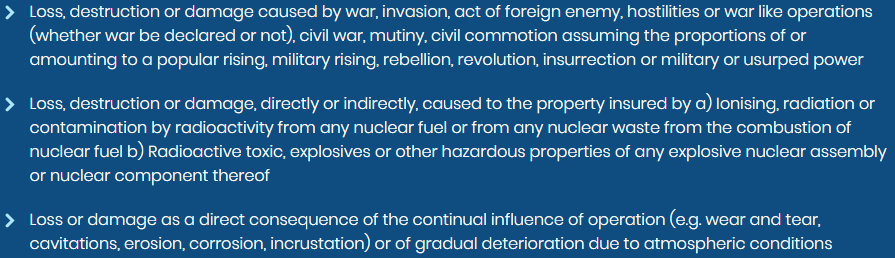 Loss, destruction or damage caused by war, invasion, act of foreign enemy, hostilities or war like operations
(whether war be declared or not), civil war, mutiny, civil commotion assuming the proportions of or
amounting to a popular rising, military rising, rebellion, revolution, insurrection or military or usurped power
Loss, destruction or damage, directly or indirectly, caused to the property insured by a) Ionising, radiation or
contamination by radioactivity from any nuclear fuel or from any nuclear waste from the combustion of
nuclear fuel b) Radioactive toxic, explosives or other hazardous properties of any explosive nuclear assembly
or nuclear component thereof
Loss or damage as a direct consequence of the continual influence of operation (e.g. wear and tear,
cavitations, erosion, corrosion, incrustation) or of gradual deterioration due to atmospheric conditions